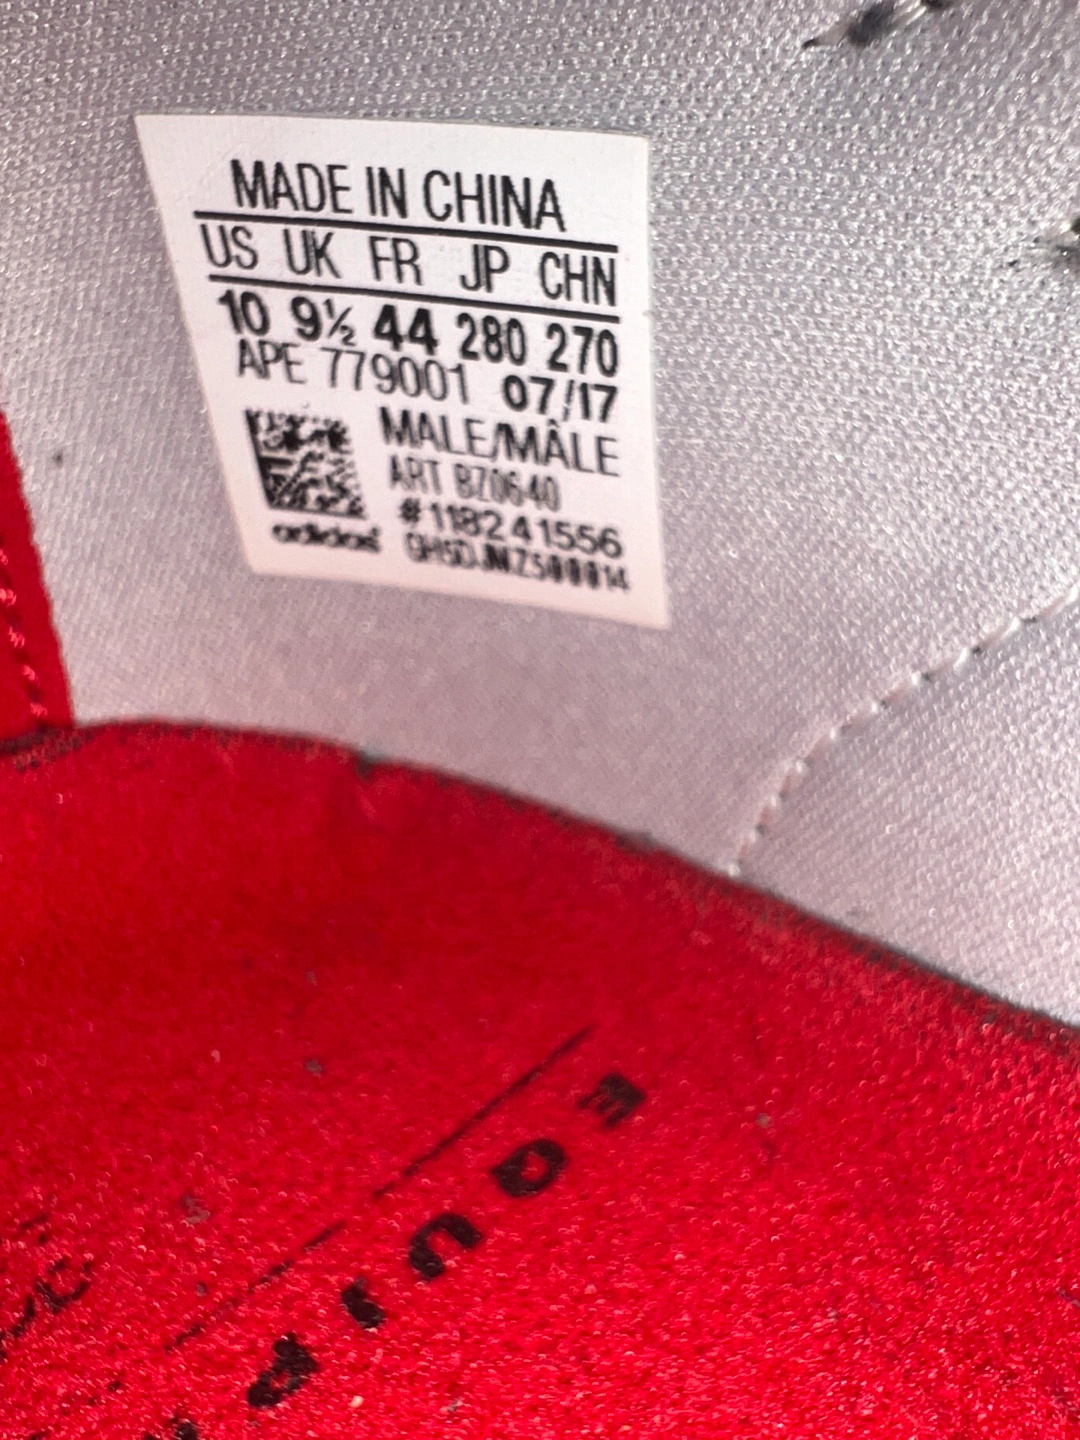 MADE IN CHINA
US UK FR JP CHN
10 9½ 44 280 270
APE 779001 07/17
MALE/MÂLE
ART BZ0640
#118241556
adidas
EQUIP